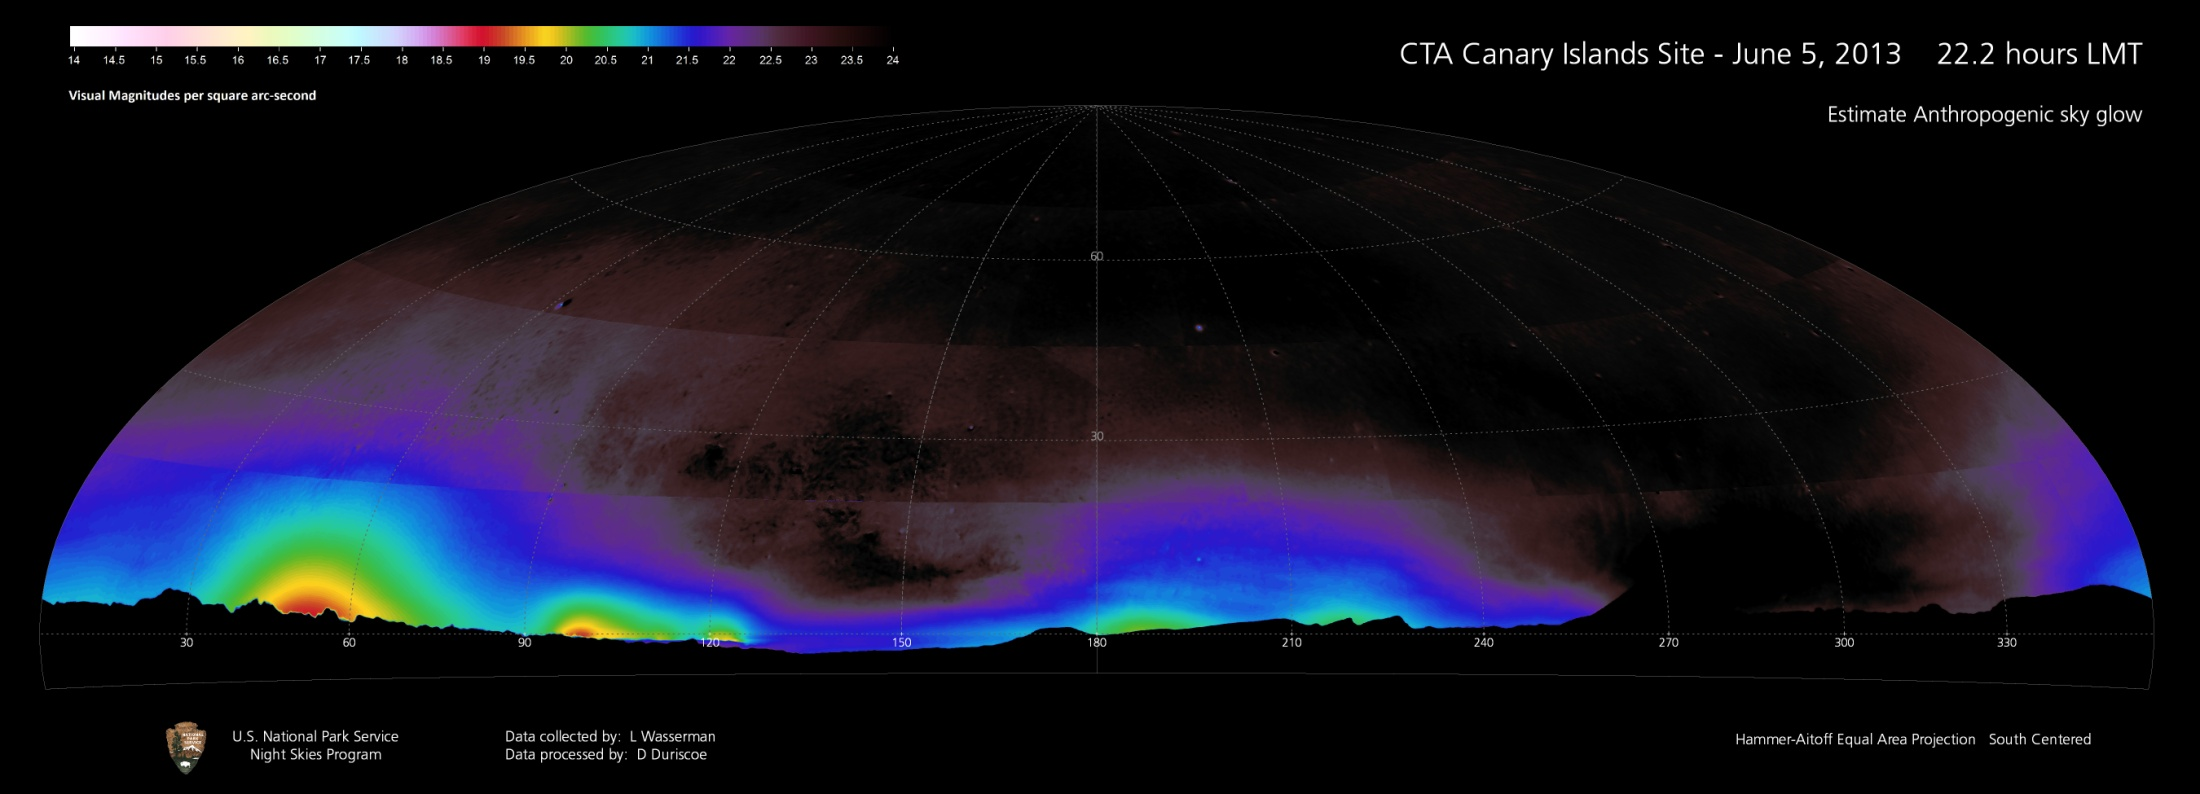 14 14.5 15 15.5 16 16.5 17 17.5 18 18.5 19 19.5 20 20.5 21 21.5 22 22.5 23 23.5 24
Visual Magnitudes per square arc-second
CTA Canary Islands Site - June 5, 2013 22.2 hours LMT
Estimate Anthropogenic sky glow
60
30
30 60 90 120 150 180 210 240 270 300 330
U.S. National Park Service
Night Skies Program
Data collected by: L Wasserman
Data processed by: D Duriscoe
Hammer-Aitoff Equal Area Projection South Centered